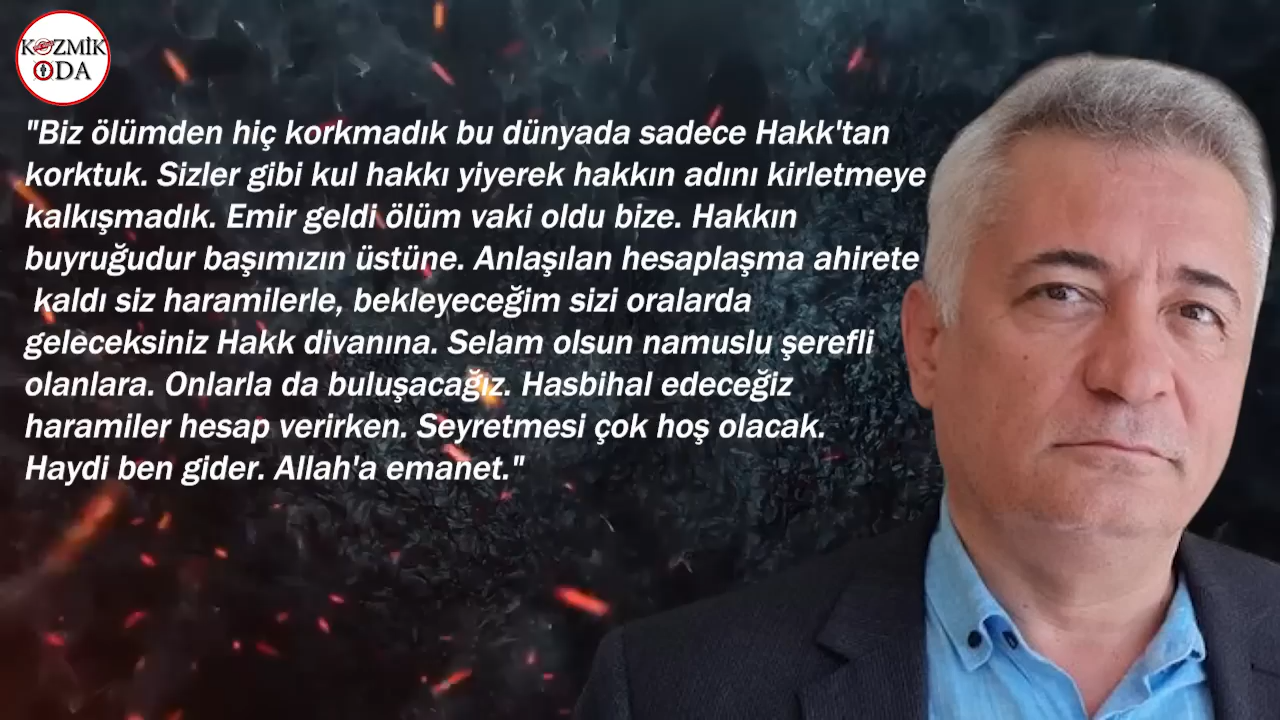 KOZMİK
ODA
"Biz ölümden hiç korkmadık bu dünyada sadece Hakk'tan
korktuk. Sizler gibi kul hakkı yiyerek hakkın adını kirletmeye
kalkışmadık. Emir geldi ölüm vaki oldu bize. Hakkın
buyruğudur başımızın üstüne. Anlaşılan hesaplaşma ahirete
kaldı siz haramilerle, bekleyeceğim sizi oralarda
geleceksiniz Hakk divanına. Selam olsun namuslu şerefli
olanlara. Onlarla da buluşacağız. Hasbihal edeceğiz
haramiler hesap verirken. Seyretmesi çok hoş olacak.
Haydi ben gider. Allah'a emanet."